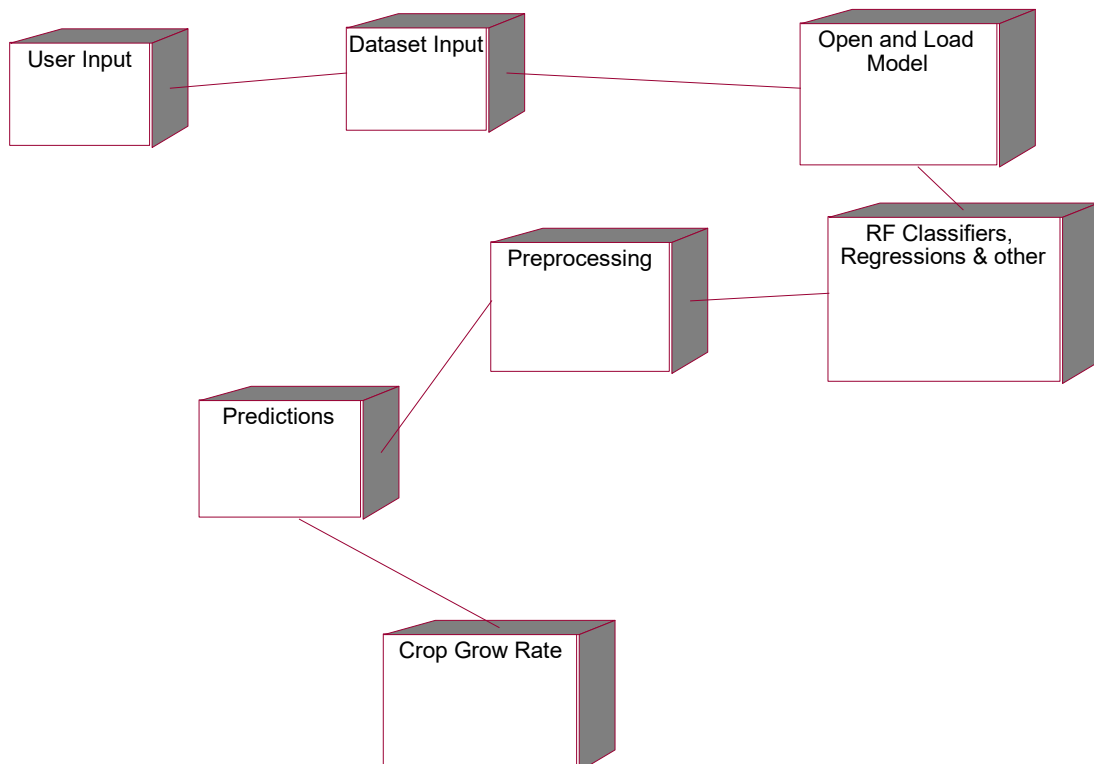 User Input
Dataset Input
Open and Load
Model
RF Classifiers,
Regressions & other
Preprocessing
Predictions
Crop Grow Rate